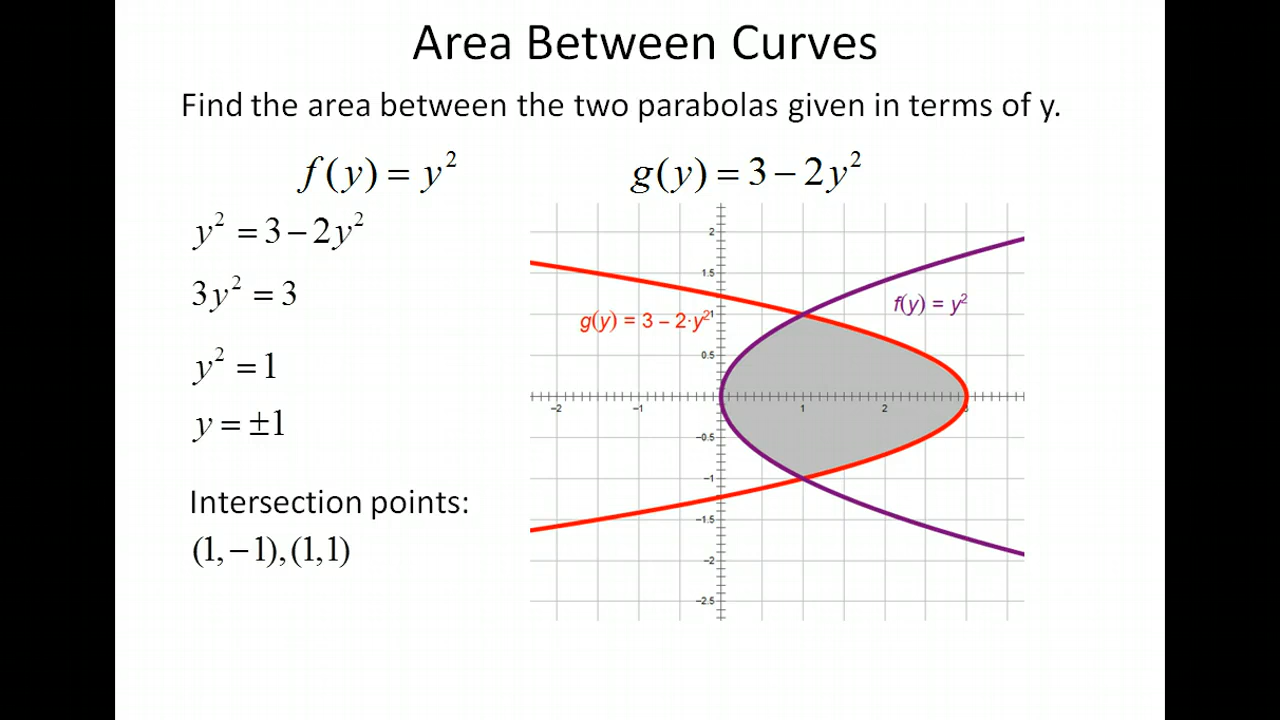 Area Between Curves
Find the area between the two parabolas given in terms of y.
f(y) = y²
g(y) = 3 − 2y²
y² = 3 − 2y²
3y² = 3
y² = 1
y = ±1
Intersection points:
(1, −1), (1,1)
g(y) = 3 − 2·y²
f(y) = y²
2
1.5
1
0.5
−0.5
−1
−1.5
−2
−2.5
−2
−1
1
2
3